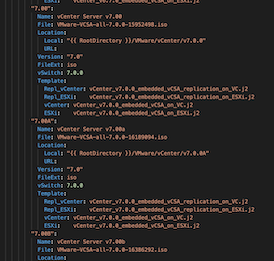 ESXi: vCenter_v7.0.0_embedded_vCSA_on_ESXi.j2
"7.00":
Name: vCenter Server v7.00
File: VMware-VCSA-all-7.0.0-15952498.iso
Location:
Local: "{{ RootDirectory }}/VMware/vCenter/v7.0.0"
URL:
Version: "7.0"
FileExt: iso
vSwitch: 7.0.0
Template:
Repl_vCenter: vCenter_v7.0.0_embedded_vCSA_replication_on_VC.j2
Repl_ESXi: vCenter_v7.0.0_embedded_vCSA_replication_on_ESXi.j2
vCenter: vCenter_v7.0.0_embedded_vCSA_on_VC.j2
ESXi: vCenter_v7.0.0_embedded_vCSA_on_ESXi.j2
"7.00A":
Name: vCenter Server v7.00a
File: VMware-VCSA-all-7.0.0-16189094.iso
Location:
Local: "{{ RootDirectory }}/VMware/vCenter/v7.0.0A"
URL:
Version: "7.0"
FileExt: iso
vSwitch: 7.0.0
Template:
Repl_vCenter: vCenter_v7.0.0_embedded_vCSA_replication_on_VC.j2
Repl_ESXi: vCenter_v7.0.0_embedded_vCSA_replication_on_ESXi.j2
vCenter: vCenter_v7.0.0_embedded_vCSA_on_VC.j2
ESXi: vCenter_v7.0.0_embedded_vCSA_on_ESXi.j2
"7.00B":
Name: vCenter Server v7.00b
File: VMware-VCSA-all-7.0.0-16386292.iso
Location: